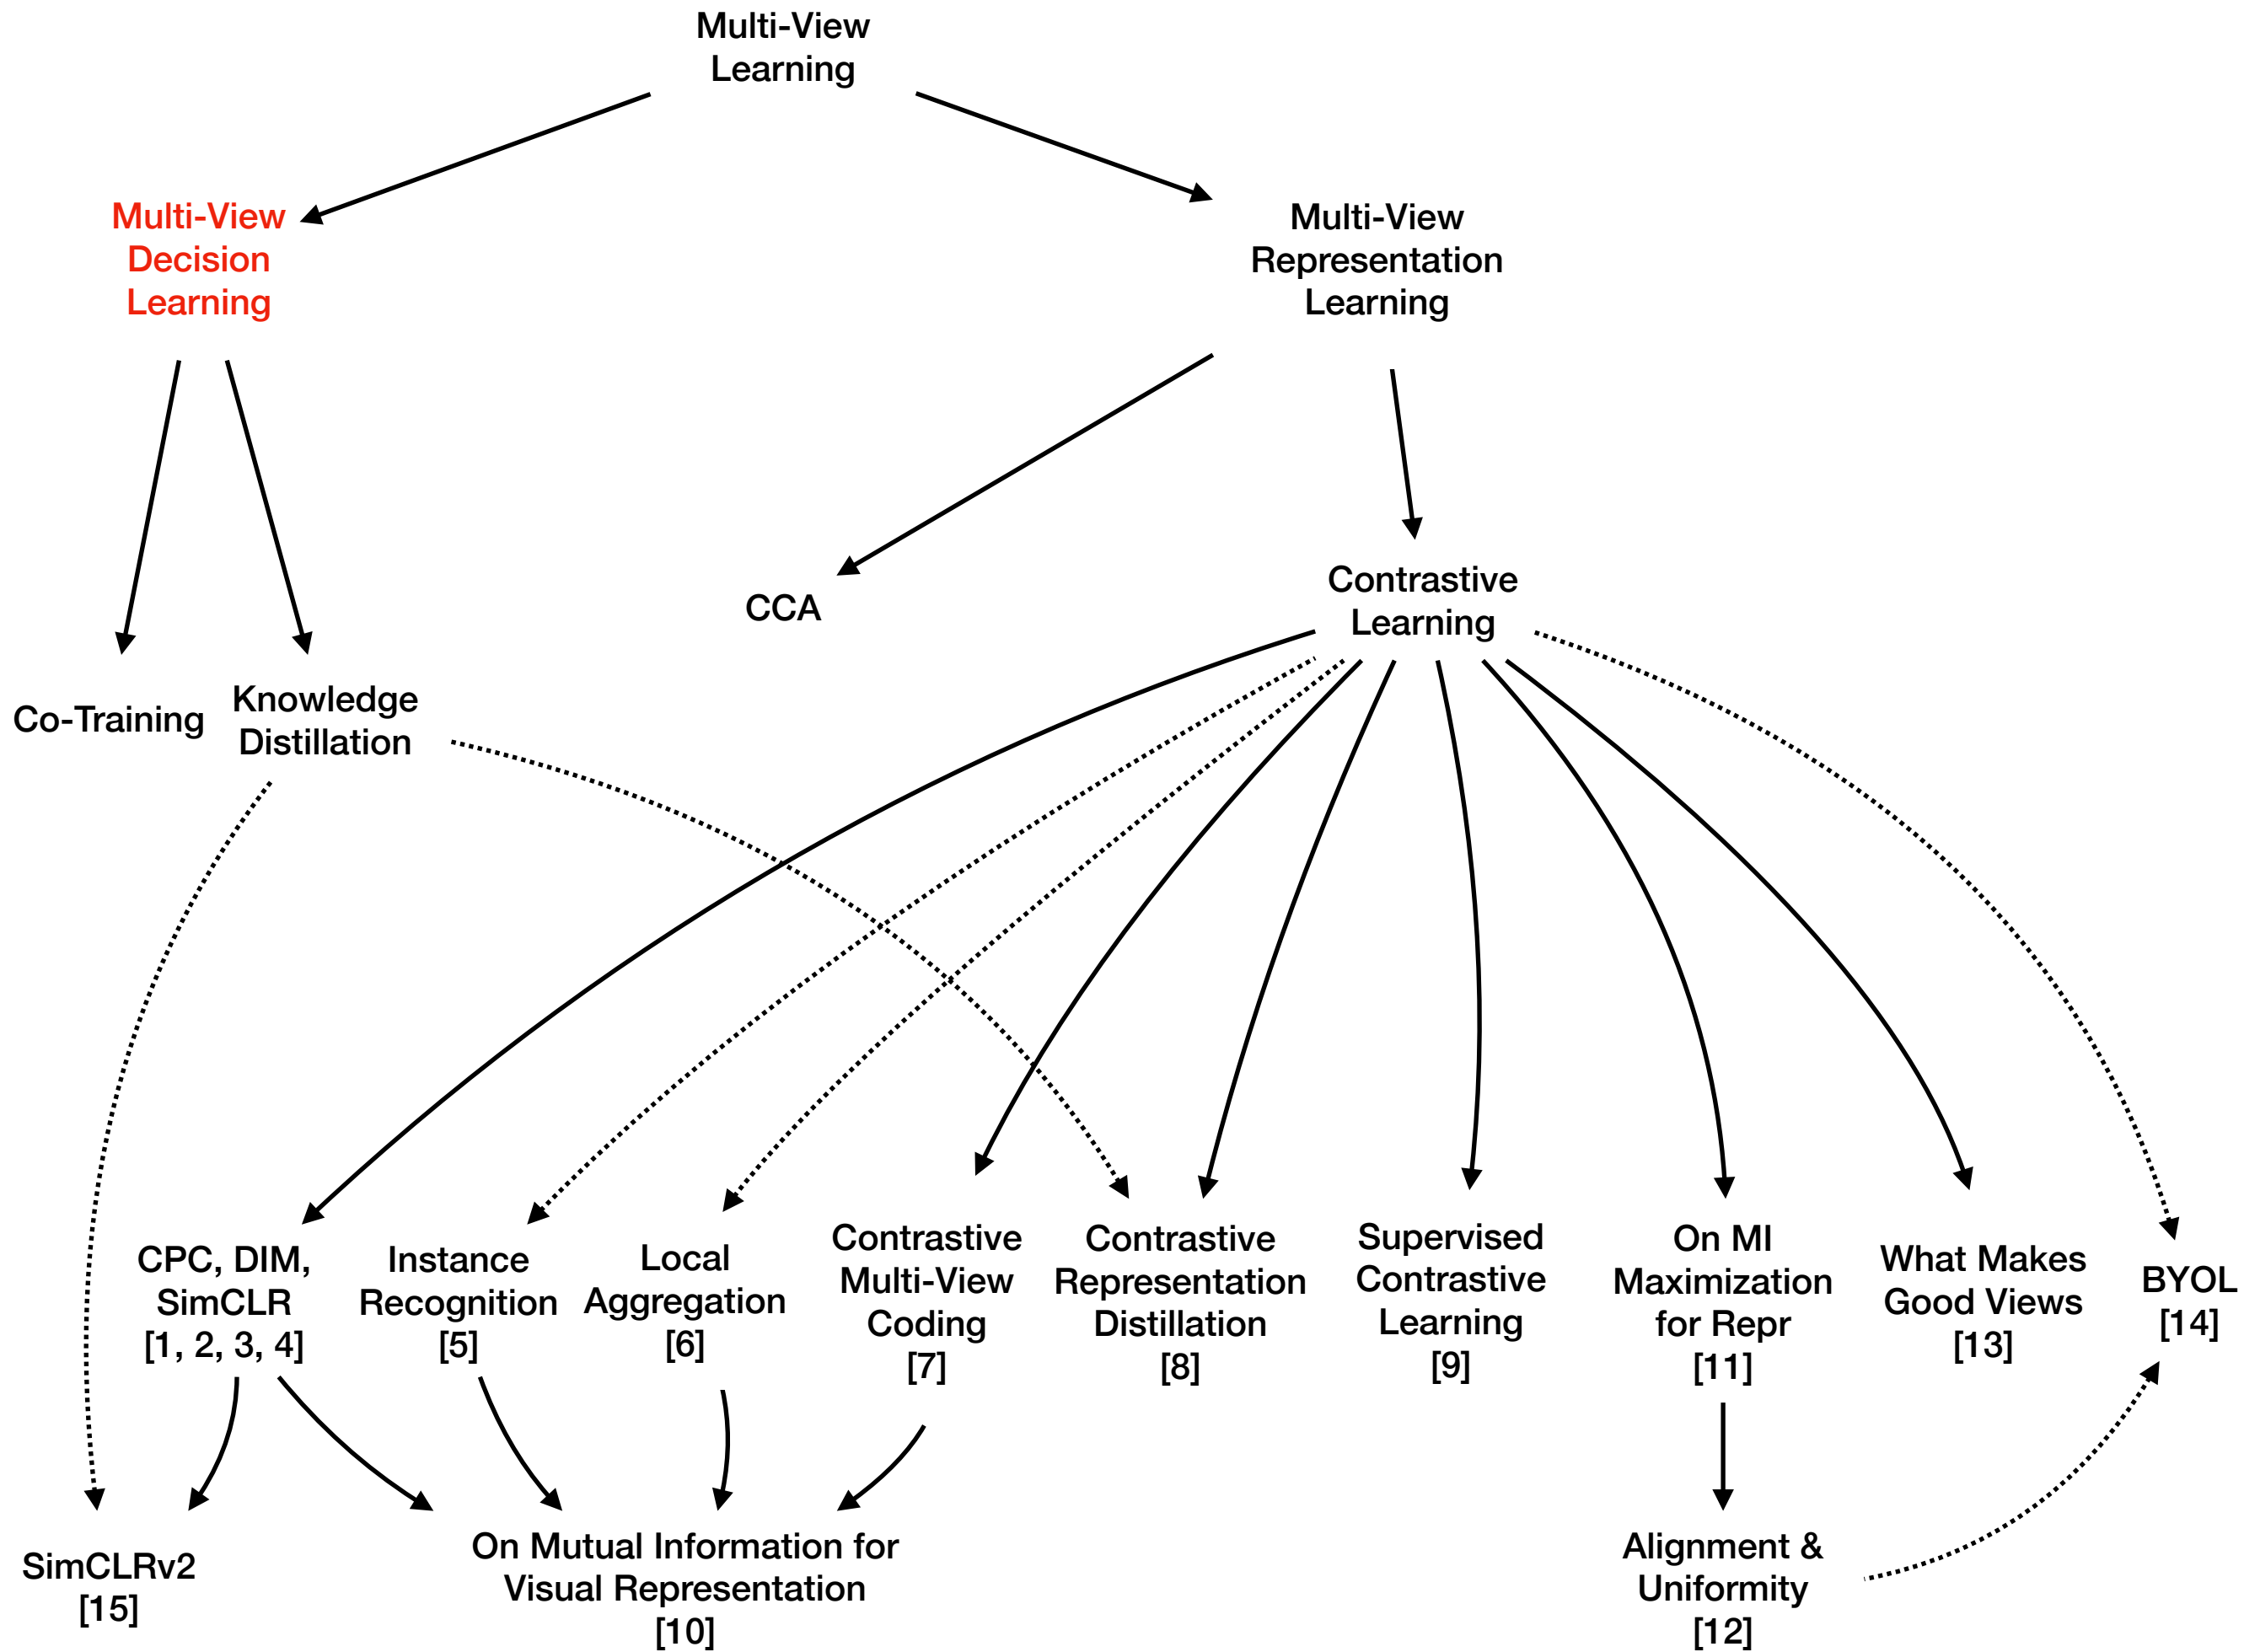 Multi-View
Learning
Multi-View
Decision
Learning
Multi-View
Representation
Learning
CCA
Contrastive
Learning
Co-Training
Knowledge
Distillation
CPC, DIM,
SimCLR
[1, 2, 3, 4]
Instance
Recognition
[5]
Local
Aggregation
[6]
Contrastive
Multi-View
Coding
[7]
Contrastive
Representation
Distillation
[8]
Supervised
Contrastive
Learning
[9]
On MI
Maximization
for Repr
[11]
What Makes
Good Views
[13]
BYOL
[14]
SimCLRv2
[15]
On Mutual Information for
Visual Representation
[10]
Alignment &
Uniformity
[12]